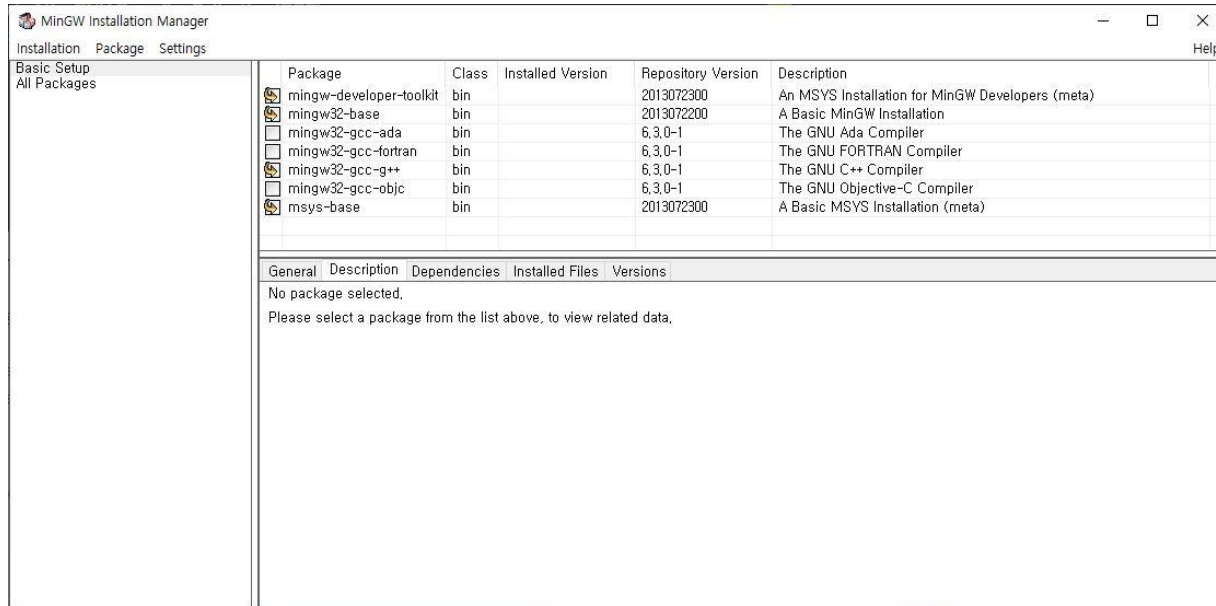 MinGW Installation Manager
Installation Package Settings Help
Basic Setup
All Packages
Package Class Installed Version Repository Version Description
mingw-developer-toolkit bin 2013072300 An MSYS Installation for MinGW Developers (meta)
mingw32-base bin 2013072200 A Basic MinGW Installation
mingw32-gcc-ada bin 6.3.0-1 The GNU Ada Compiler
mingw32-gcc-fortran bin 6.3.0-1 The GNU FORTRAN Compiler
mingw32-gcc-g++ bin 6.3.0-1 The GNU C++ Compiler
mingw32-gcc-objc bin 6.3.0-1 The GNU Objective-C Compiler
msys-base bin 2013072300 A Basic MSYS Installation (meta)
General Description Dependencies Installed Files Versions
No package selected.
Please select a package from the list above, to view related data.